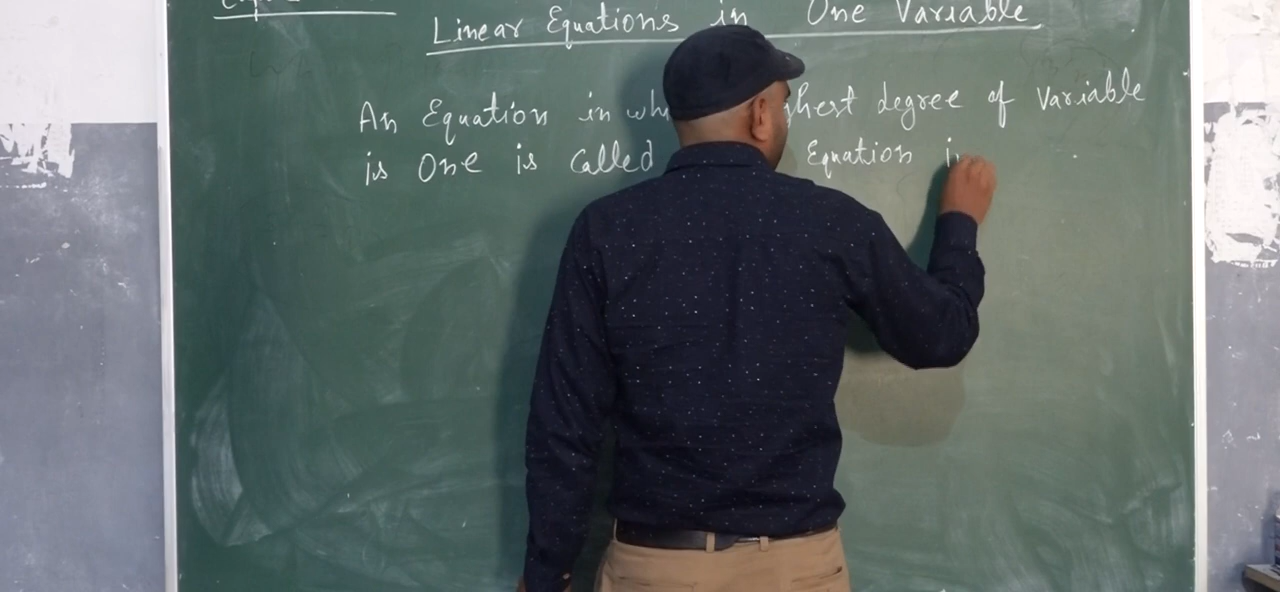 Linear Equations in One Variable
An Equation in wh ghest degree of Variable
is One is Called Equation in